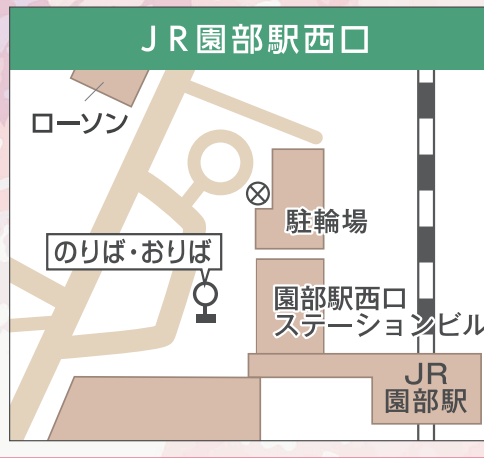 JR園部駅西口
ローソン
駐輪場
のりば・おりば
園部駅西口
ステーションビル
JR
園部駅